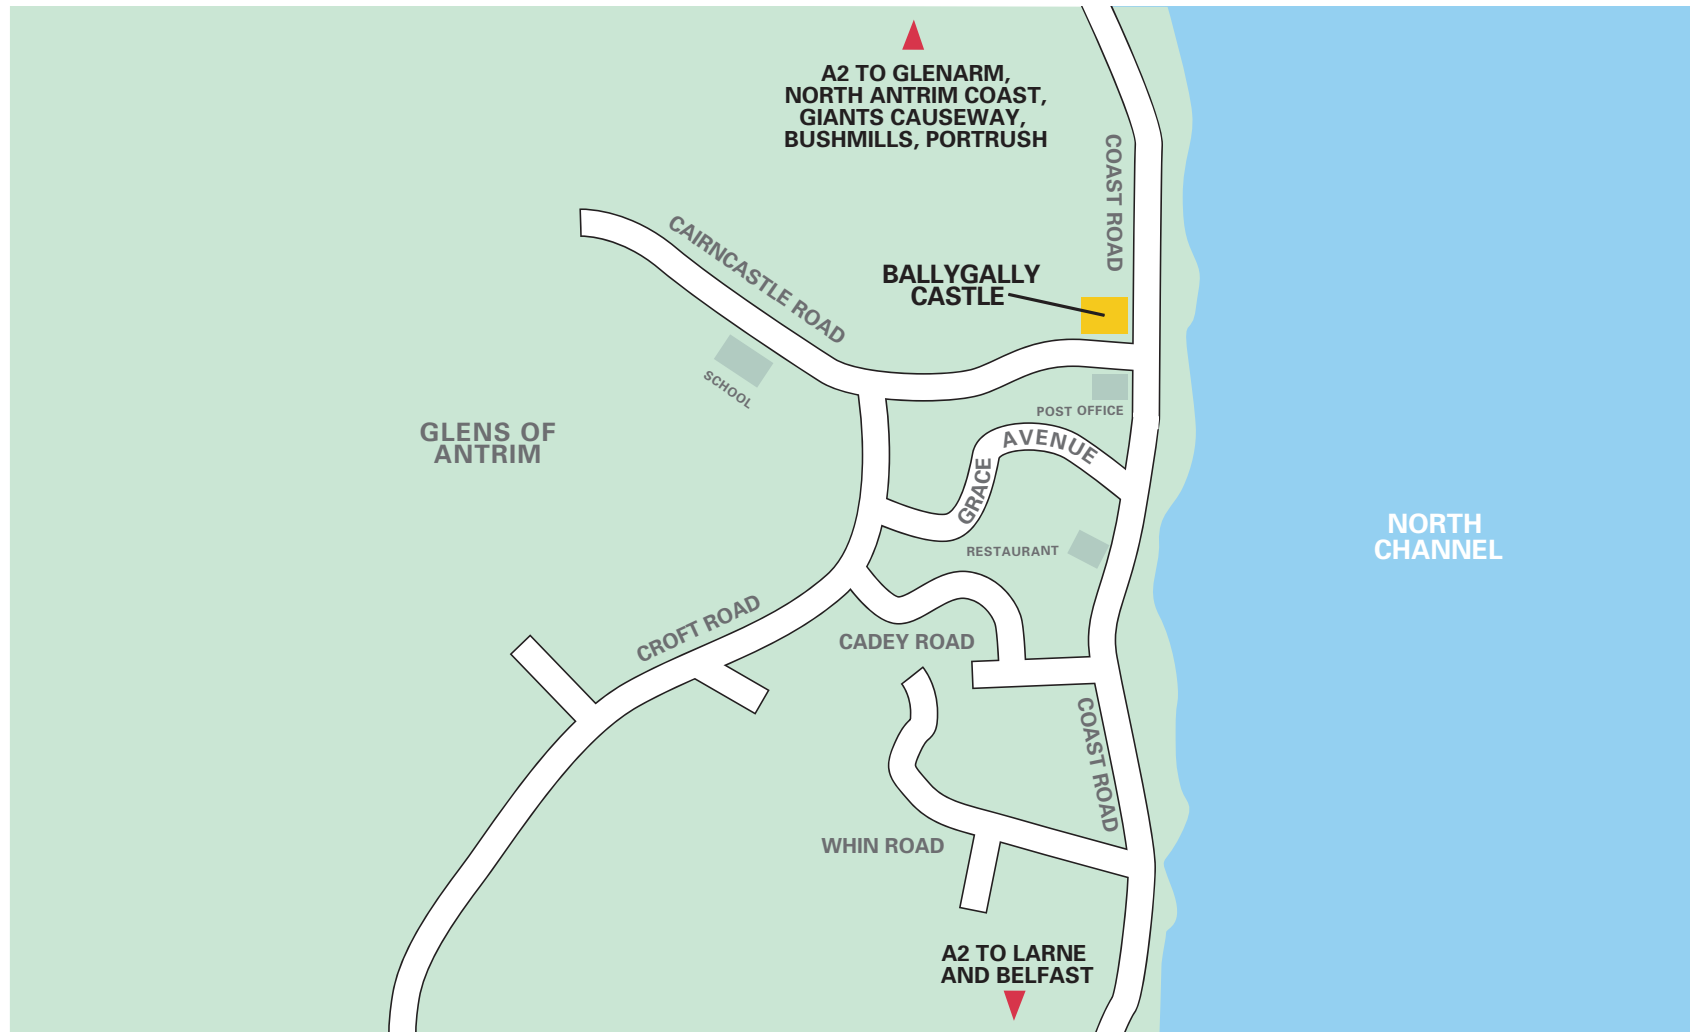 A2 TO GLENARM,
NORTH ANTRIM COAST,
GIANTS CAUSEWAY,
BUSHMILLS, PORTRUSH
COAST ROAD
CAIRNCASTLE ROAD
BALLYGALLY
CASTLE
SCHOOL
POST OFFICE
GLENS OF
ANTRIM
GRACE AVENUE
NORTH
CHANNEL
RESTAURANT
CROFT ROAD
CADEY ROAD
COAST ROAD
WHIN ROAD
A2 TO LARNE
AND BELFAST